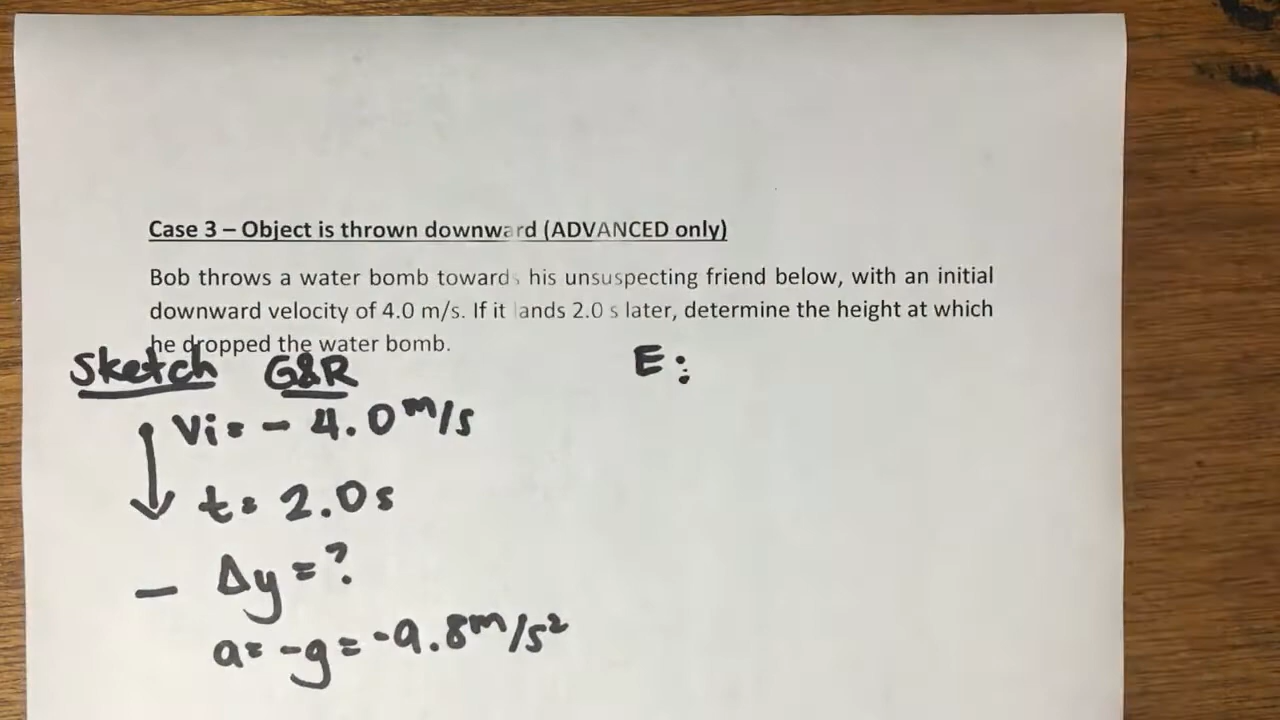 Case 3 – Object is thrown downward (ADVANCED only)
Bob throws a water bomb towards his unsuspecting friend below, with an initial
downward velocity of 4.0 m/s. If it lands 2.0 s later, determine the height at which
he dropped the water bomb.
Sketch G&R E:
Vi = - 4.0 m/s
t = 2.0 s
Δy = ?
a = -g = -9.8 m/s²